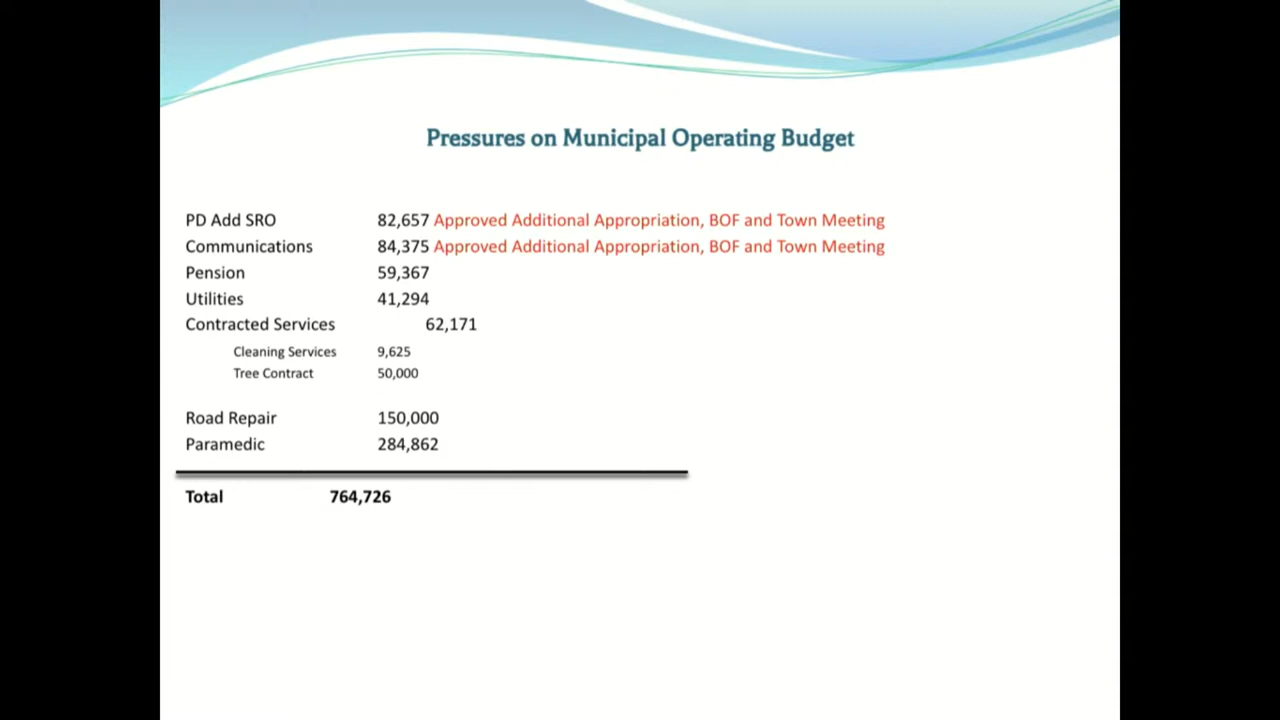 Pressures on Municipal Operating Budget
PD Add SRO 82,657 Approved Additional Appropriation, BOF and Town Meeting
Communications 84,375 Approved Additional Appropriation, BOF and Town Meeting
Pension 59,367
Utilities 41,294
Contracted Services 62,171
Cleaning Services 9,625
Tree Contract 50,000
Road Repair 150,000
Paramedic 284,862
Total 764,726